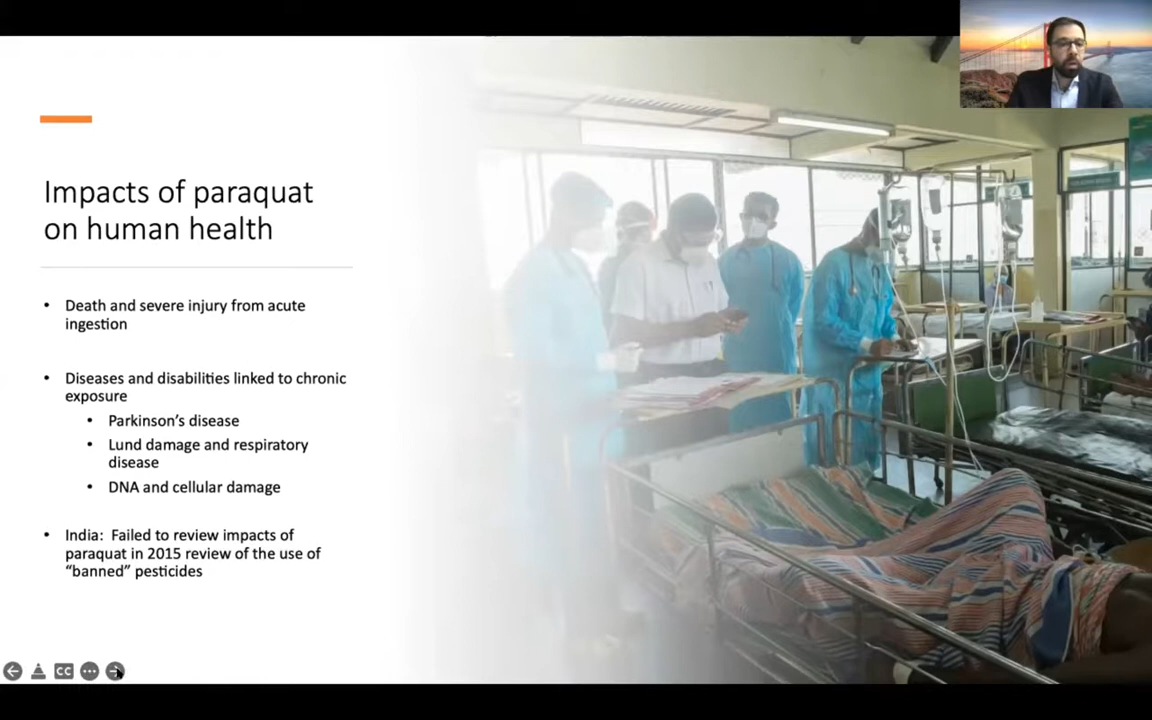 Impacts of paraquat
on human health
• Death and severe injury from acute
ingestion
• Diseases and disabilities linked to chronic
exposure
• Parkinson's disease
• Lund damage and respiratory
disease
• DNA and cellular damage
• India: Failed to review impacts of
paraquat in 2015 review of the use of
“banned” pesticides
CC